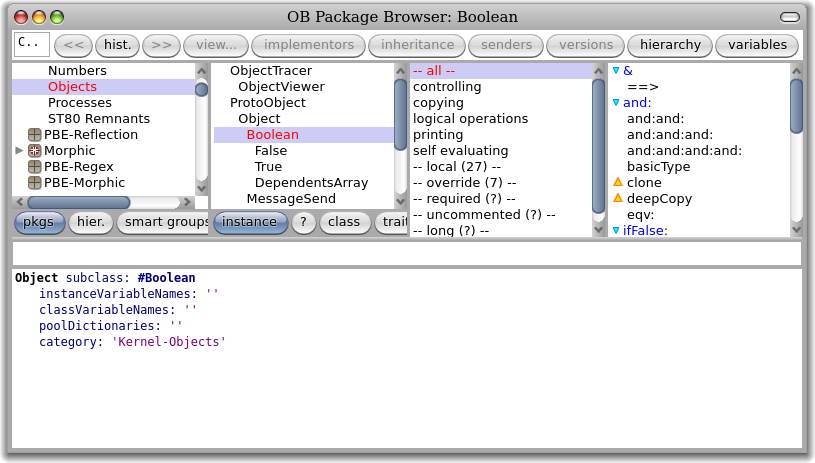 OB Package Browser: Boolean
C..
<<
hist.
>>
view...
implementors
inheritance
senders
versions
hierarchy
variables
Numbers
Objects
Processes
ST80 Remnants
PBE-Reflection
Morphic
PBE-Regex
PBE-Morphic
pkgs
hier.
smart groups
ObjectTracer
ObjectViewer
ProtoObject
Object
Boolean
False
True
DependentsArray
MessageSend
instance
?
class
trait
-- all --
controlling
copying
logical operations
printing
self evaluating
-- local (27) --
-- override (7) --
-- required (?) --
-- uncommented (?) --
-- long (?) --
&
==>
and:
and:and:
and:and:and:
and:and:and:and:
basicType
clone
deepCopy
eqv:
ifFalse:
Object subclass: #Boolean
instanceVariableNames: ''
classVariableNames: ''
poolDictionaries: ''
category: 'Kernel-Objects'